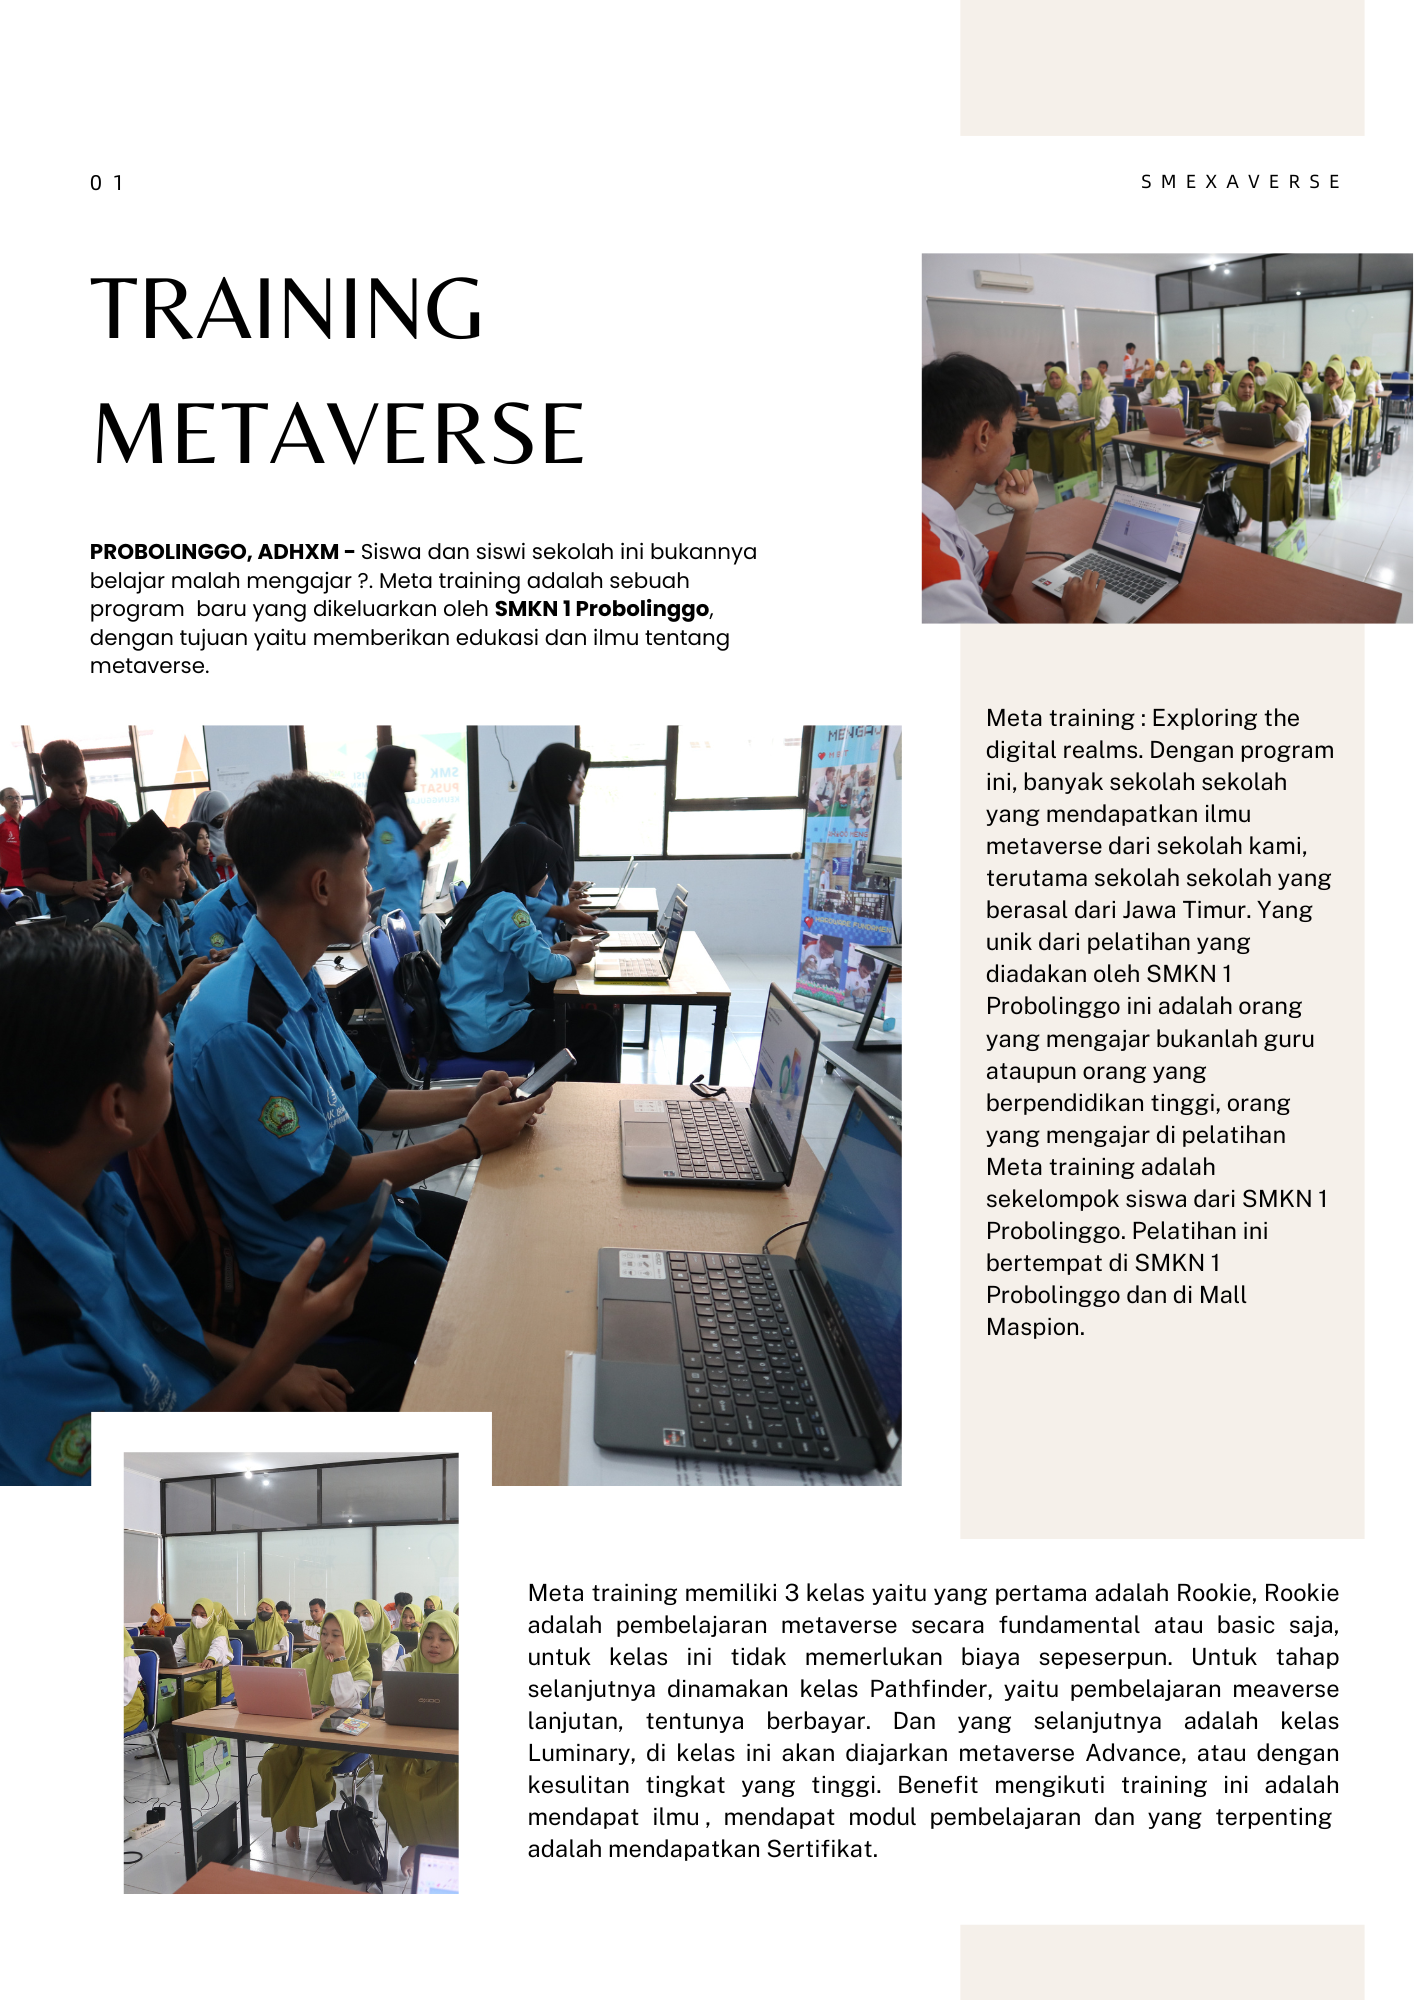 01
SMEXAVERSE
TRAINING
METAVERSE
PROBOLINGGO, ADHXM - Siswa dan siswi sekolah ini bukannya
belajar malah mengajar ?. Meta training adalah sebuah
program  baru yang dikeluarkan oleh SMKN 1 Probolinggo,
dengan tujuan yaitu memberikan edukasi dan ilmu tentang
metaverse.
SMK
PUSAT
Meta training : Exploring the
digital realms. Dengan program
ini, banyak sekolah sekolah
yang mendapatkan ilmu
metaverse dari sekolah kami,
terutama sekolah sekolah yang
berasal dari Jawa Timur. Yang
unik dari pelatihan yang
diadakan oleh SMKN 1
Probolinggo ini adalah orang
yang mengajar bukanlah guru
ataupun orang yang
berpendidikan tinggi, orang
yang mengajar di pelatihan
Meta training adalah
sekelompok siswa dari SMKN 1
Probolinggo. Pelatihan ini
bertempat di SMKN 1
Probolinggo dan di Mall
Maspion.
Meta training memiliki 3 kelas yaitu yang pertama adalah Rookie, Rookie
adalah pembelajaran metaverse secara fundamental atau basic saja,
untuk kelas ini tidak memerlukan biaya sepeserpun. Untuk tahap
selanjutnya dinamakan kelas Pathfinder, yaitu pembelajaran meaverse
lanjutan, tentunya berbayar. Dan yang selanjutnya adalah kelas
Luminary, di kelas ini akan diajarkan metaverse Advance, atau dengan
kesulitan tingkat yang tinggi. Benefit mengikuti training ini adalah
mendapat ilmu , mendapat modul pembelajaran dan yang terpenting
adalah mendapatkan Sertifikat.